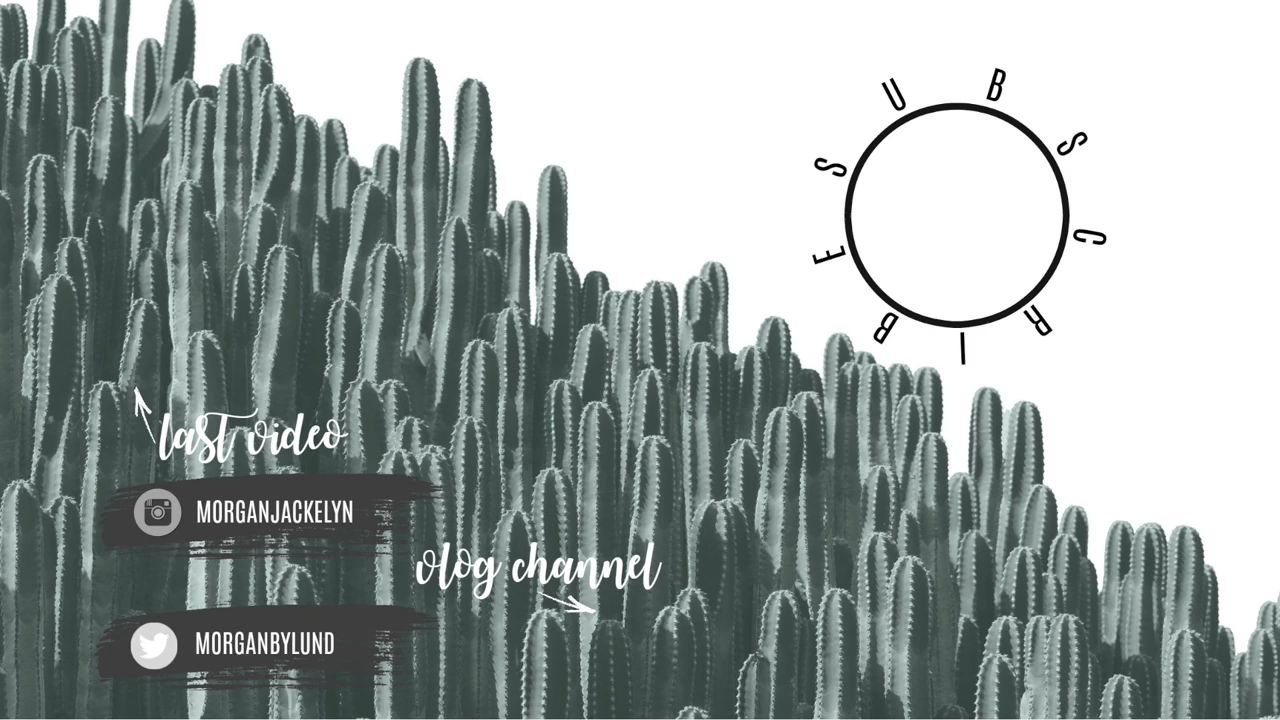 SUBSCRIBE
last video
MORGANJACKELYN
vlog channel
MORGANBYLUND